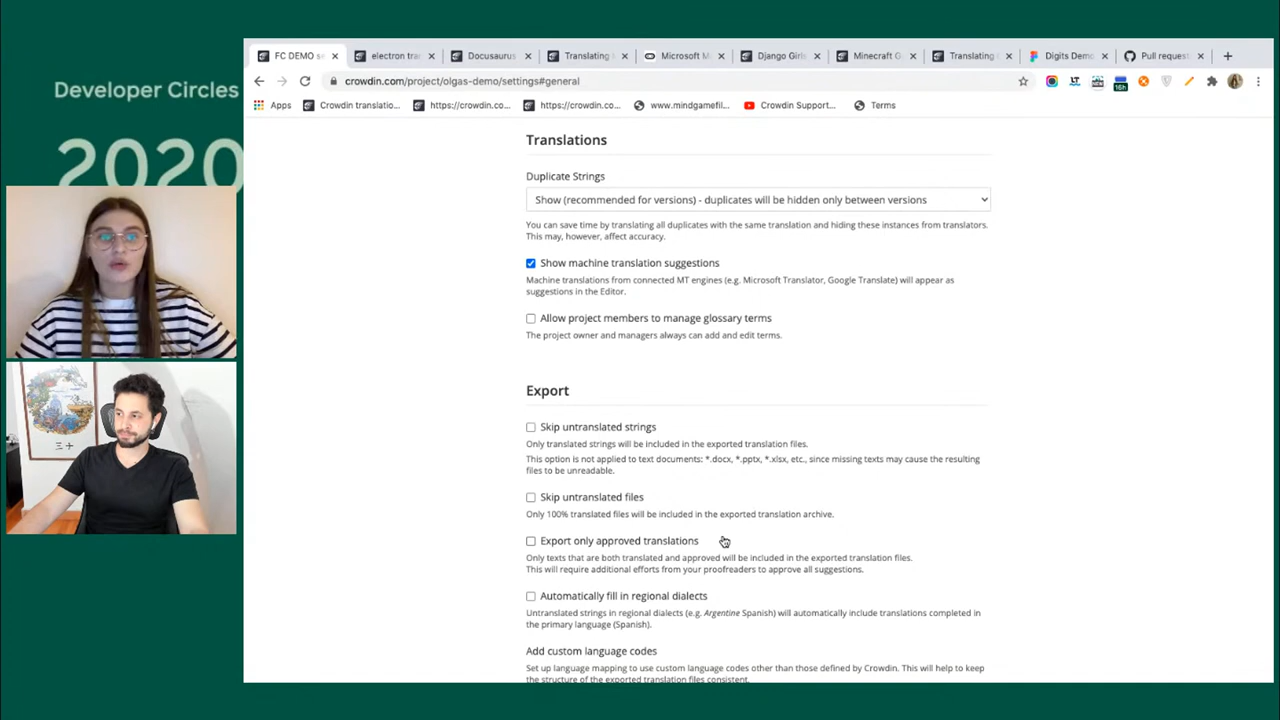 Developer Circles
2020
三十
FC DEMO se
electron tra
Docusaurus
Translating
Microsoft M
Django Girls
Minecraft G
Translating
Digits Demo
Pull request
crowdin.com/project/olgas-demo/settings#general
16h
Apps
Crowdin translatio...
https://crowdin.co...
https://crowdin.co...
www.mindgamefil...
Crowdin Support...
Terms
Translations
Duplicate Strings
Show (recommended for versions) - duplicates will be hidden only between versions
You can save time by translating all duplicates with the same translation and hiding these instances from translators.
This may, however, affect accuracy.
Show machine translation suggestions
Machine translations from connected MT engines (e.g. Microsoft Translator, Google Translate) will appear as
suggestions in the Editor.
Allow project members to manage glossary terms
The project owner and managers always can add and edit terms.
Export
Skip untranslated strings
Only translated strings will be included in the exported translation files.
This option is not applied to text documents: *.docx, *.pptx, *.xlsx, etc., since missing texts may cause the resulting
files to be unreadable.
Skip untranslated files
Only 100% translated files will be included in the exported translation archive.
Export only approved translations
Only texts that are both translated and approved will be included in the exported translation files.
This will require additional efforts from your proofreaders to approve all suggestions.
Automatically fill in regional dialects
Untranslated strings in regional dialects (e.g. Argentine Spanish) will automatically include translations completed in
the primary language (Spanish).
Add custom language codes
Set up language mapping to use custom language codes other than those defined by Crowdin. This will help to keep
the structure of the exported translation files consistent.